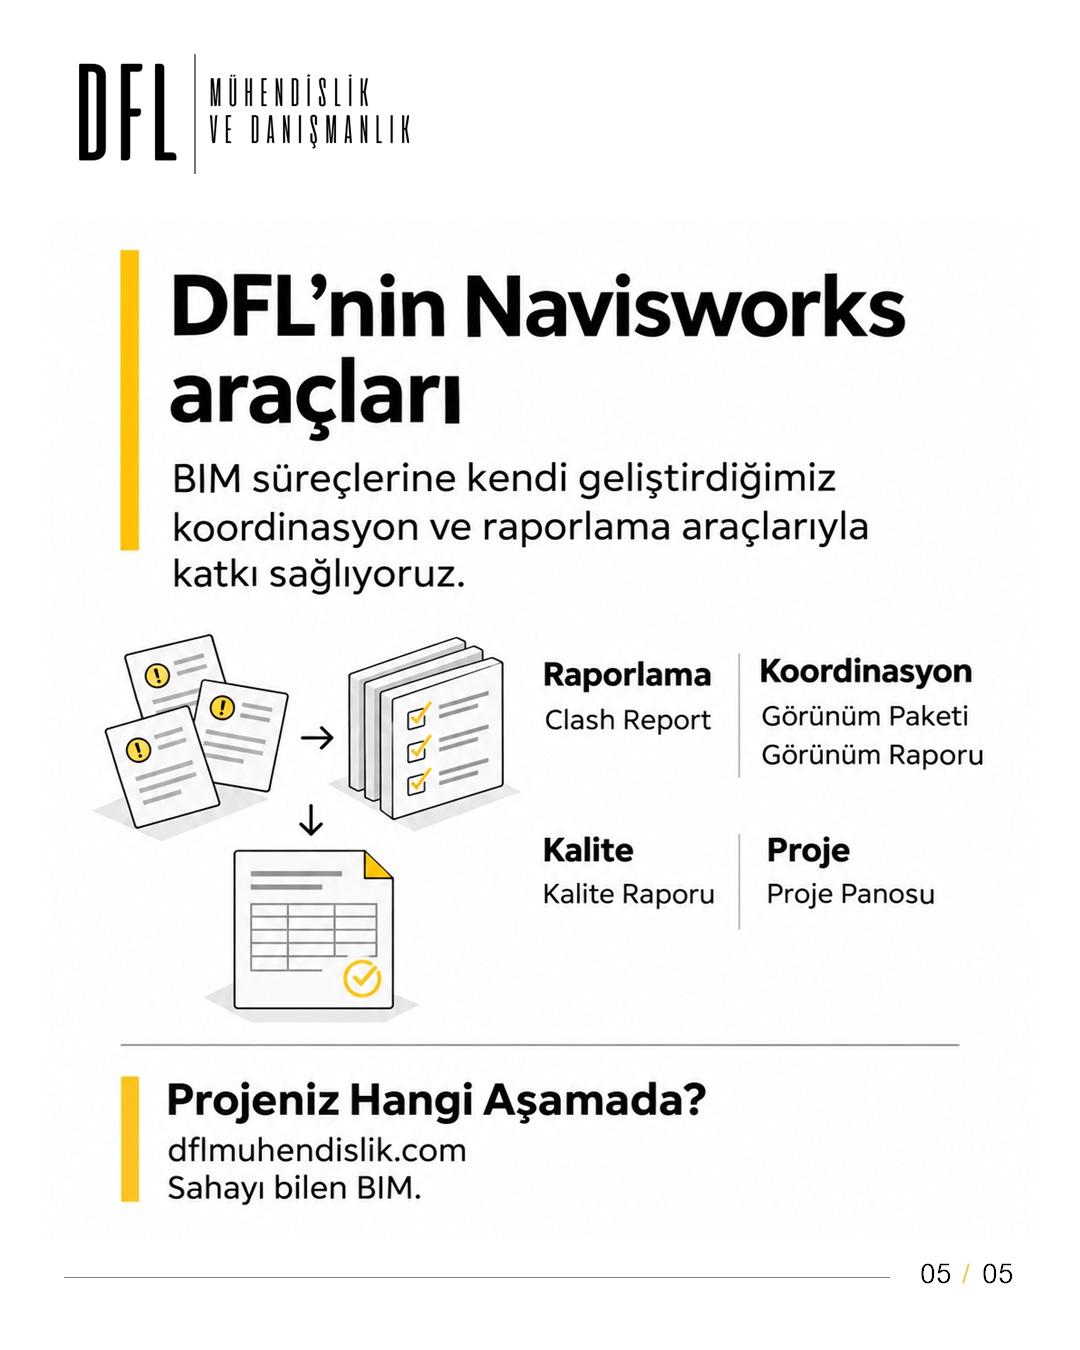 DFL
MÜHENDİSLİK
VE DANIŞMANLIK
DFL'nin Navisworks
araçları
BIM süreçlerine kendi geliştirdiğimiz
koordinasyon ve raporlama araçlarıyla
katkı sağlıyoruz.
Raporlama
Clash Report
Koordinasyon
Görünüm Paketi
Görünüm Raporu
Kalite
Kalite Raporu
Proje
Proje Panosu
Projeniz Hangi Aşamada?
dflmuhendislik.com
Sahayı bilen BIM.
05 / 05